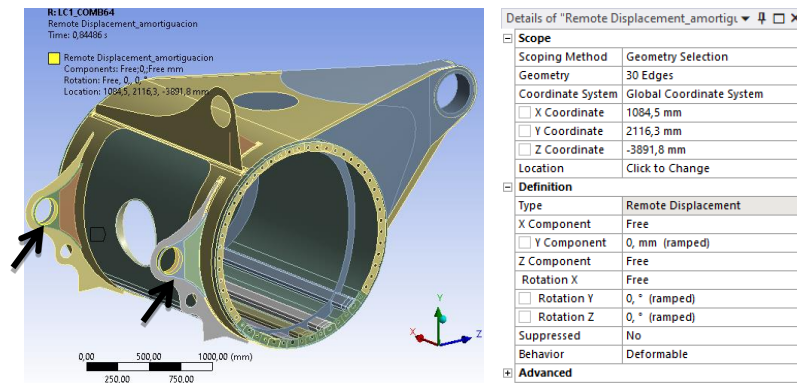 R: LC1_COMB64
Remote Displacement_amortiguacion
Time: 0,84486 s
Remote Displacement_amortiguacion
Components: Free;0,;Free mm
Rotation: Free, 0,, 0, °
Location: 1084,5, 2116,3, -3891,8 mm
0,00 500,00 1000,00 (mm)
250,00 750,00
Y
X
Z
Details of "Remote Displacement_amortigu
Scope
Scoping Method Geometry Selection
Geometry 30 Edges
Coordinate System Global Coordinate System
X Coordinate 1084,5 mm
Y Coordinate 2116,3 mm
Z Coordinate -3891,8 mm
Location Click to Change
Definition
Type Remote Displacement
X Component Free
Y Component 0, mm (ramped)
Z Component Free
Rotation X Free
Rotation Y 0, ° (ramped)
Rotation Z 0, ° (ramped)
Suppressed No
Behavior Deformable
Advanced